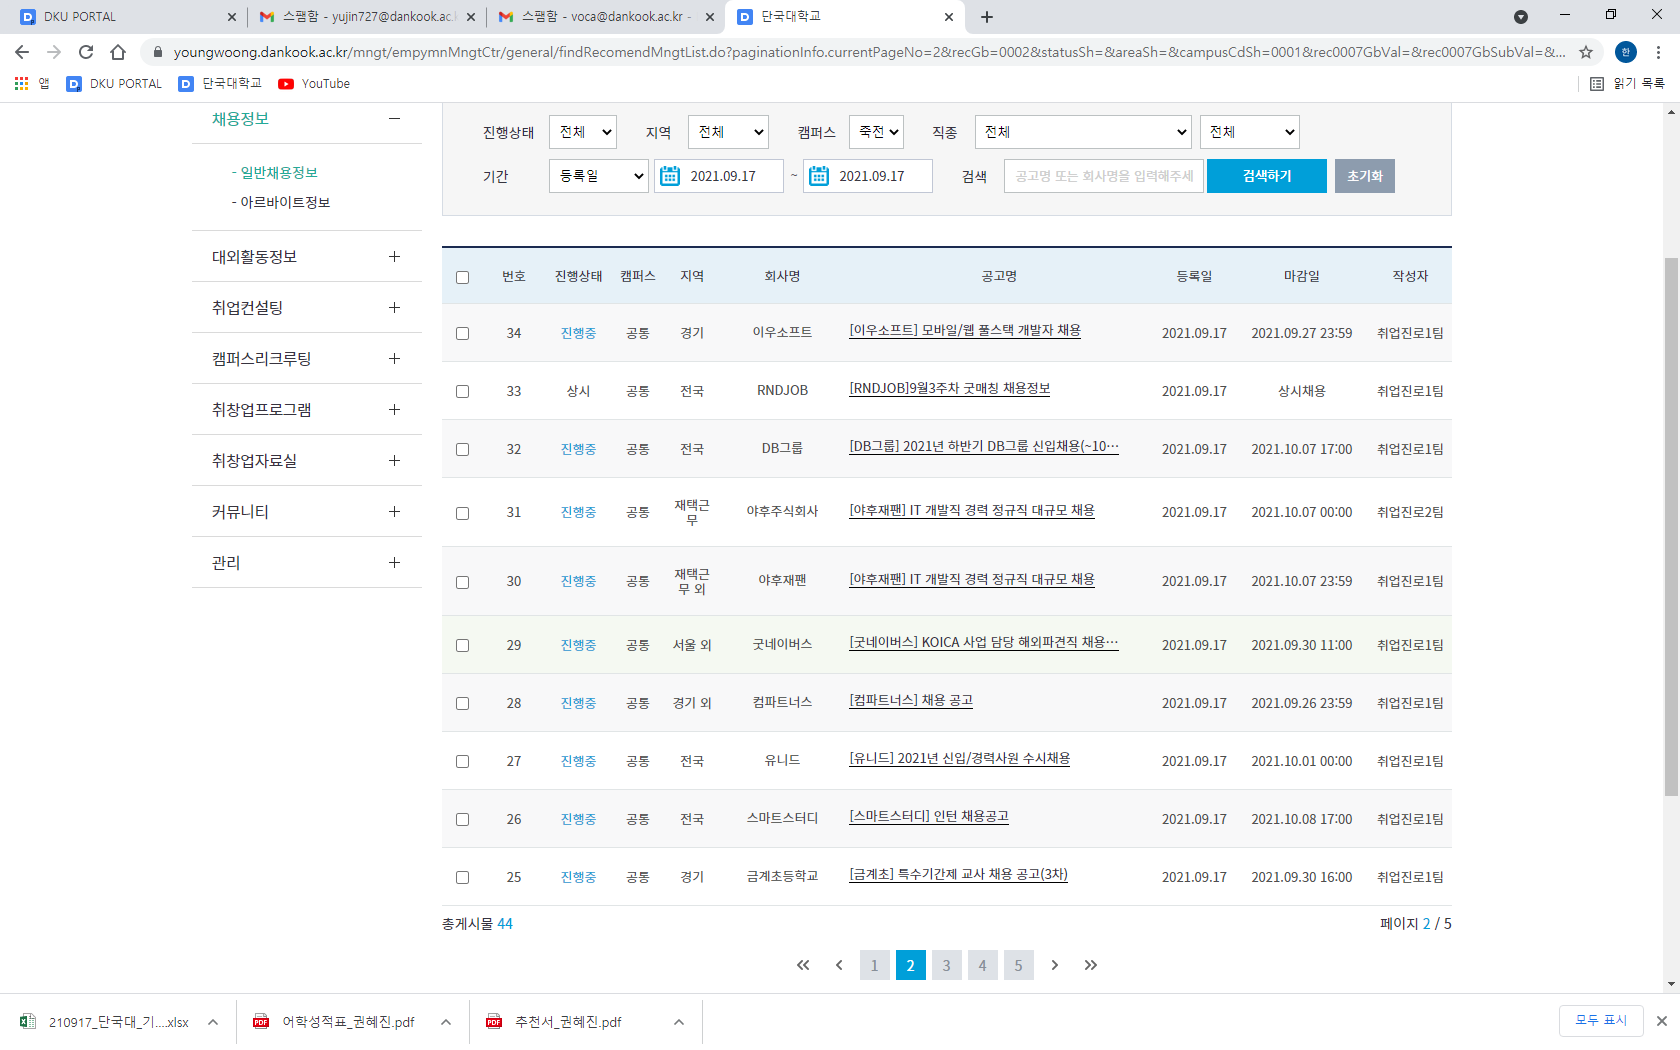 DKU PORTAL
스팸함 - yujin727@dankook.ac.k
스팸함 - voca@dankook.ac.kr -
단국대학교
youngwoong.dankook.ac.kr/mngt/empymnMngtCtr/general/findRecomendMngtList.do?paginationInfo.currentPageNo=2&recGb=0002&statusSh=&areaSh=&campusCdSh=0001&rec0007GbVal=&rec0007GbSubVal=&...
한
앱 DKU PORTAL 단국대학교 YouTube 읽기 목록
채용정보
- 일반채용정보
- 아르바이트정보
대외활동정보
취업컨설팅
캠퍼스리크루팅
취창업프로그램
취창업자료실
커뮤니티
관리
진행상태 전체 지역 전체 캠퍼스 죽전 직종 전체 전체
기간 등록일 2021.09.17 ~ 2021.09.17 검색 공고명 또는 회사명을 입력해주세 검색하기 초기화
번호 진행상태 캠퍼스 지역 회사명 공고명 등록일 마감일 작성자
34 진행중 공통 경기 이우소프트 [이우소프트] 모바일/웹 풀스택 개발자 채용 2021.09.17 2021.09.27 23:59 취업진로1팀
33 상시 공통 전국 RNDJOB [RNDJOB]9월3주차 굿매칭 채용정보 2021.09.17 상시채용 취업진로1팀
32 진행중 공통 전국 DB그룹 [DB그룹] 2021년 하반기 DB그룹 신입채용(~10… 2021.09.17 2021.10.07 17:00 취업진로1팀
31 진행중 공통 재택근무 야후주식회사 [야후재팬] IT 개발직 경력 정규직 대규모 채용 2021.09.17 2021.10.07 00:00 취업진로2팀
30 진행중 공통 재택근무 외 야후재팬 [야후재팬] IT 개발직 경력 정규직 대규모 채용 2021.09.17 2021.10.07 23:59 취업진로1팀
29 진행중 공통 서울 외 굿네이버스 [굿네이버스] KOICA 사업 담당 해외파견직 채용… 2021.09.17 2021.09.30 11:00 취업진로1팀
28 진행중 공통 경기 외 컴파트너스 [컴파트너스] 채용 공고 2021.09.17 2021.09.26 23:59 취업진로1팀
27 진행중 공통 전국 유니드 [유니드] 2021년 신입/경력사원 수시채용 2021.09.17 2021.10.01 00:00 취업진로1팀
26 진행중 공통 전국 스마트스터디 [스마트스터디] 인턴 채용공고 2021.09.17 2021.10.08 17:00 취업진로1팀
25 진행중 공통 경기 금계초등학교 [금계초] 특수기간제 교사 채용 공고(3차) 2021.09.17 2021.09.30 16:00 취업진로1팀
총게시물 44 페이지 2 / 5
1 2 3 4 5
210917_단국대_기....xlsx
어학성적표_권혜진.pdf
추천서_권혜진.pdf
모두 표시